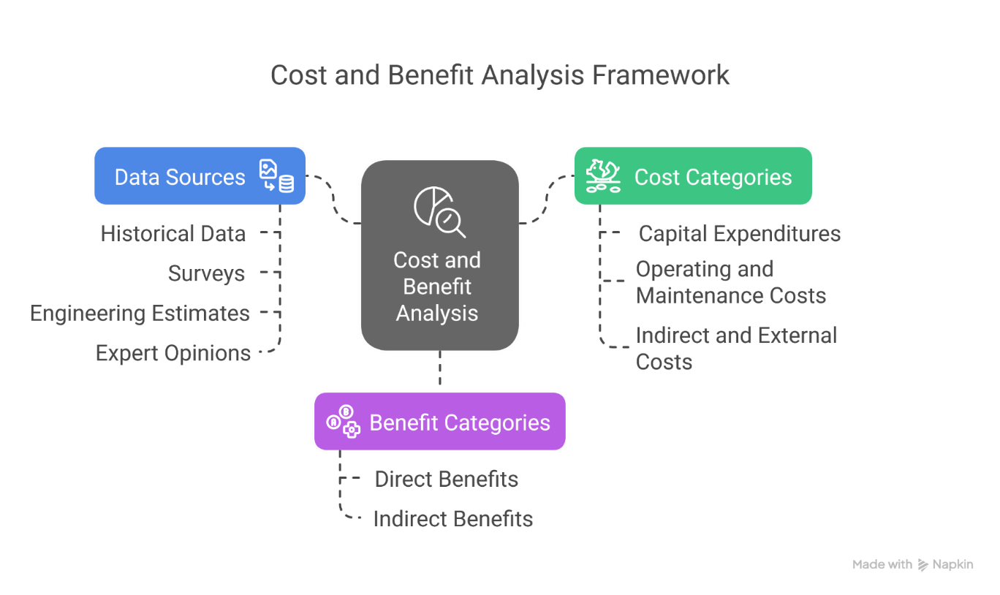 Cost and Benefit Analysis Framework
Data Sources
Historical Data
Surveys
Engineering Estimates
Expert Opinions
Cost and
Benefit
Analysis
Cost Categories
Capital Expenditures
Operating and
Maintenance Costs
Indirect and External
Costs
A
B
Benefit Categories
Direct Benefits
Indirect Benefits
Made with Napkin